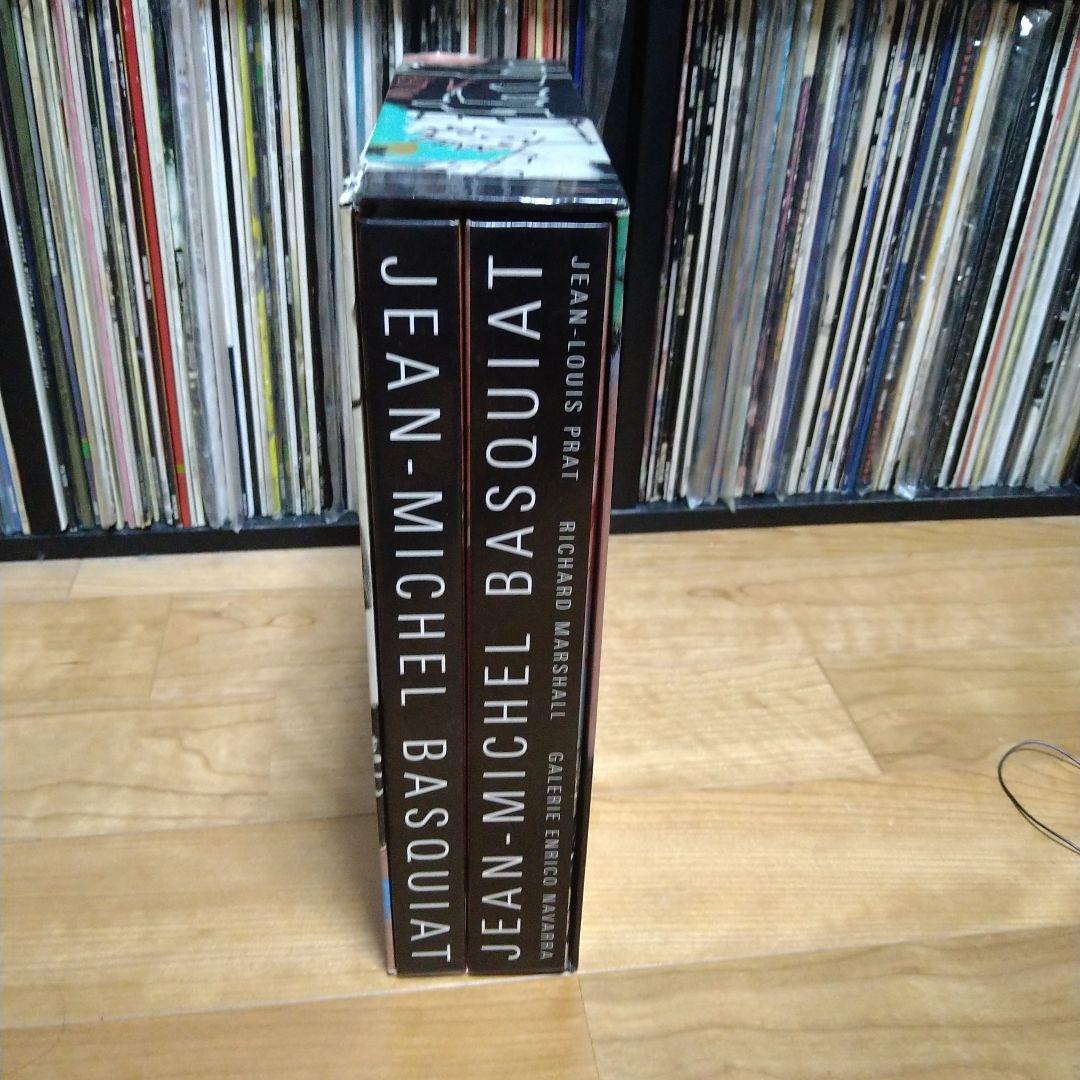 JEAN-MICHEL BASQUIAT
JEAN-MICHEL BASQUIAT
JEAN-LOUIS PRAT RICHARD MARSHALL GALERIE ENRICO NAVARRA